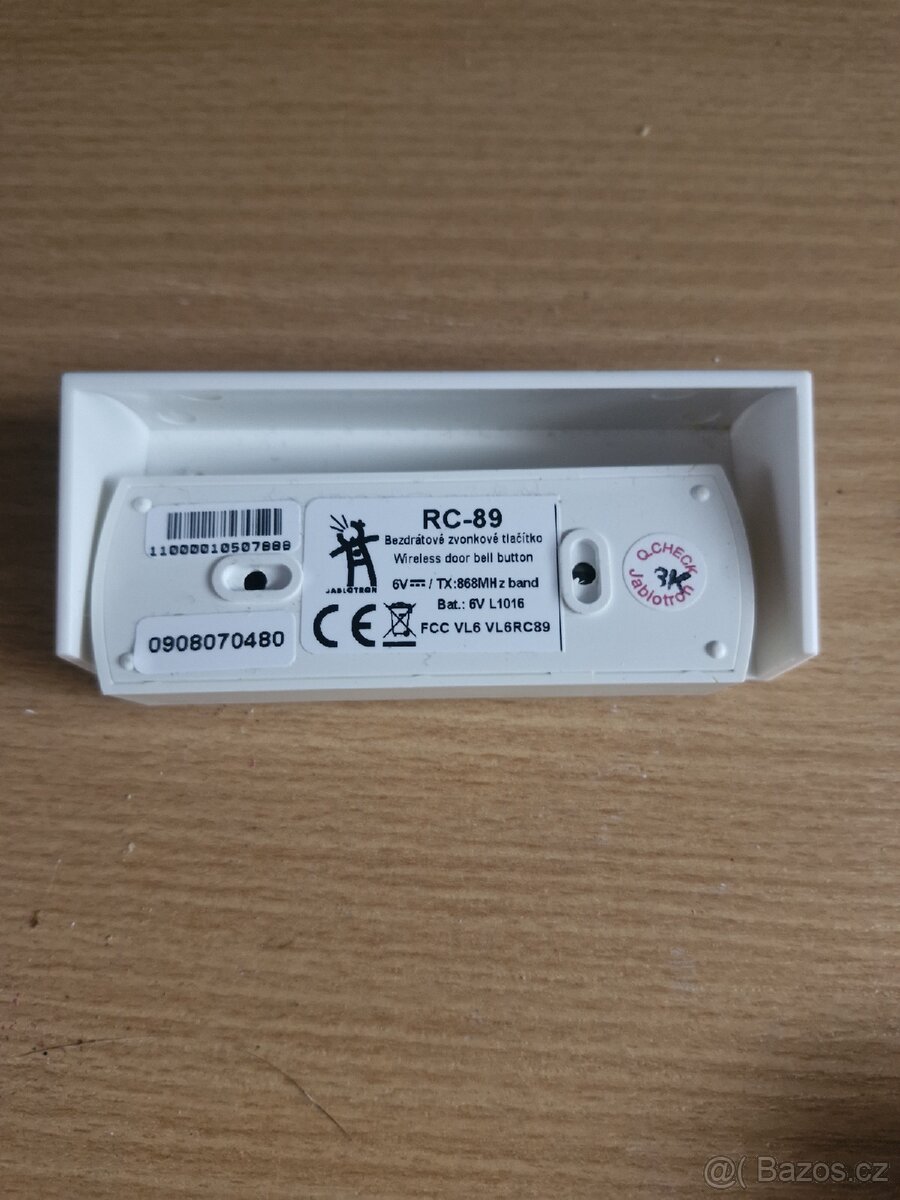 11000010507888
0908070480
JABLOTRON
RC-89
Bezdrátové zvonkové tlačítko
Wireless door bell button
6V⎓ / TX:868MHz band
Bat.: 6V L1016
CE FCC VL6 VL6RC89
Q.CHECK
Jablotron
@( Bazos.cz